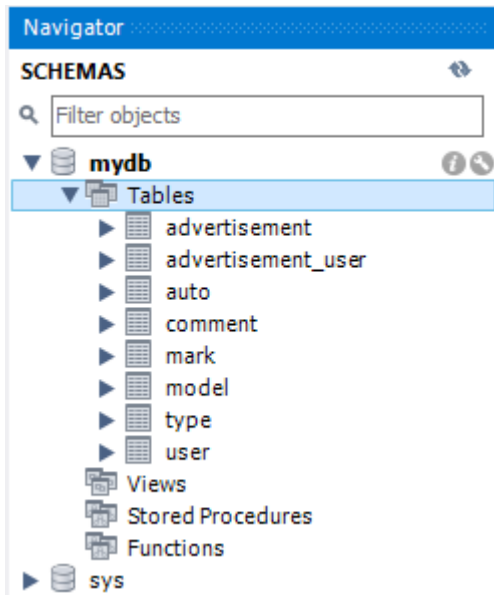 Navigator
SCHEMAS
Filter objects
mydb
Tables
advertisement
advertisement_user
auto
comment
mark
model
type
user
Views
Stored Procedures
Functions
sys